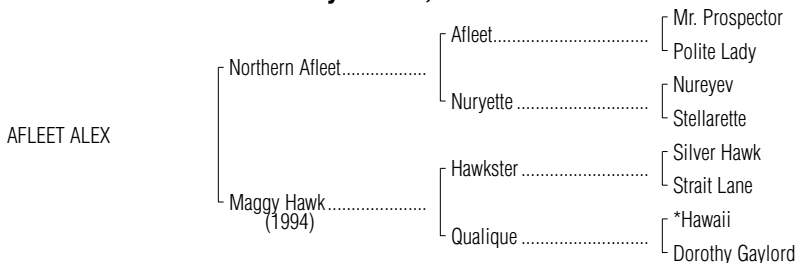 Mr. Prospector
Afleet
Polite Lady
Northern Afleet
Nureyev
Nuryette
Stellarette
AFLEET ALEX
Silver Hawk
Hawkster
Strait Lane
Maggy Hawk
(1994)
*Hawaii
Qualique
Dorothy Gaylord